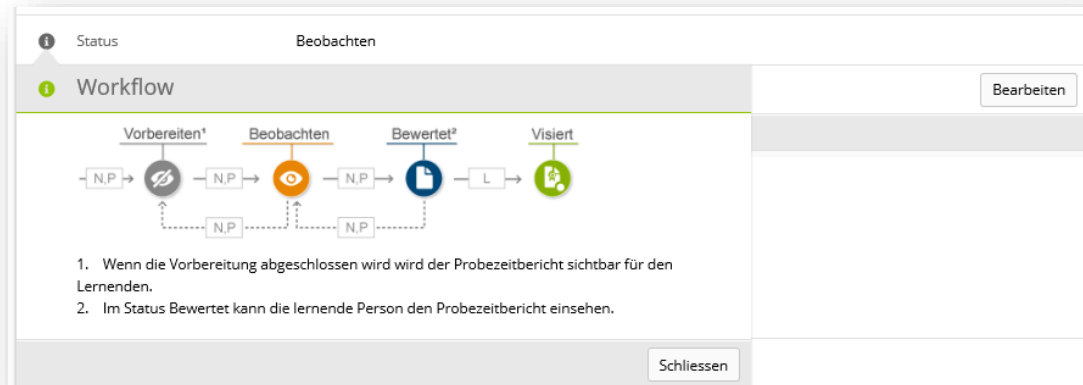 Status Beobachten
Workflow
Bearbeiten
Vorbereiten¹ Beobachten Bewertet² Visiert
N,P N,P N,P L
N,P N,P
1. Wenn die Vorbereitung abgeschlossen wird wird der Probezeitbericht sichtbar für den
Lernenden.
2. Im Status Bewertet kann die lernende Person den Probezeitbericht einsehen.
Schliessen